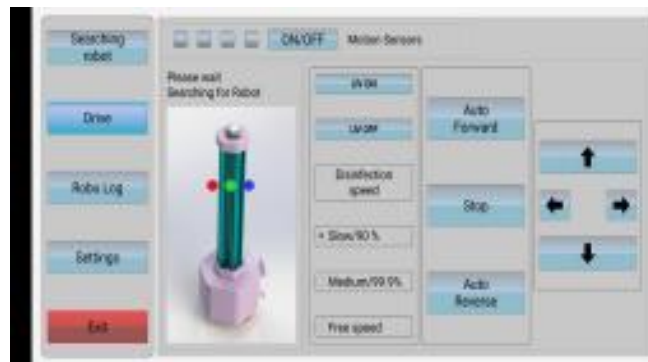 Searching
robot
Drive
Robo Log
Settings
Exit
ON/OFF
Motion Sensors
Please wait
Searching for Robot
UV ON
UV OFF
Disinfection
speed
Slow/90 %
Medium/99.9%
Free speed
Auto
Forward
Stop
Auto
Reverse